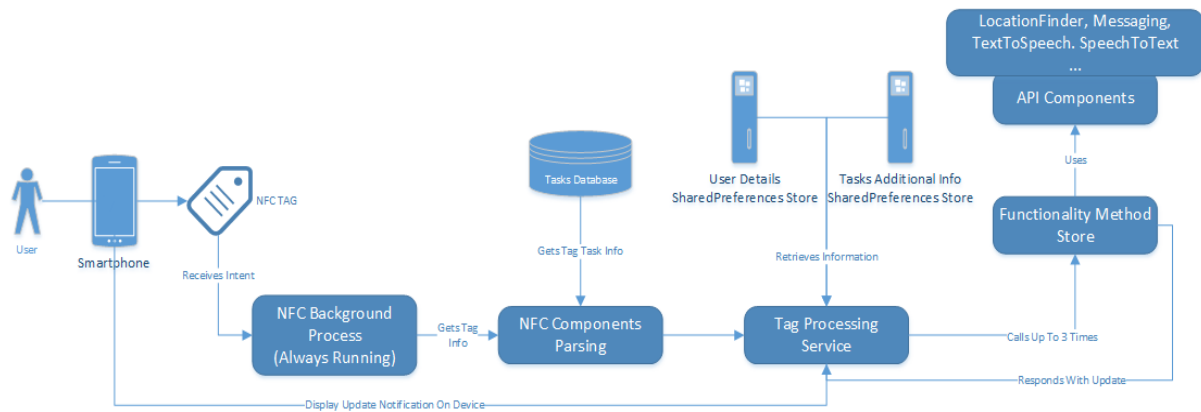 LocationFinder, Messaging,
TextToSpeech. SpeechToText
...
API Components
Uses
Tasks Database
User Details
SharedPreferences Store
Tasks Additional Info
SharedPreferences Store
NFC TAG
Functionality Method
Store
User
Smartphone
Receives Intent
Gets Tag Task Info
Retrieves Information
NFC Background
Process
(Always Running)
Gets Tag
Info
NFC Components
Parsing
Tag Processing
Service
Calls Up To 3 Times
Responds With Update
Display Update Notification On Device